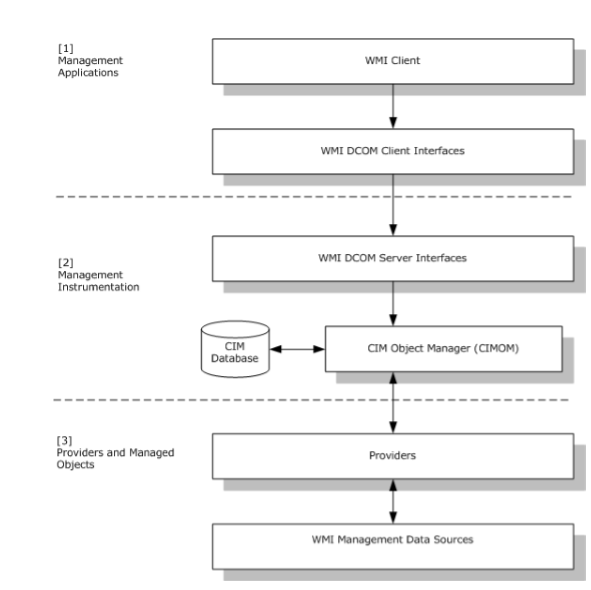 [1]
Management
Applications
WMI Client
WMI DCOM Client Interfaces
[2]
Management
Instrumentation
WMI DCOM Server Interfaces
CIM
Database
CIM Object Manager (CIMOM)
[3]
Providers and Managed
Objects
Providers
WMI Management Data Sources